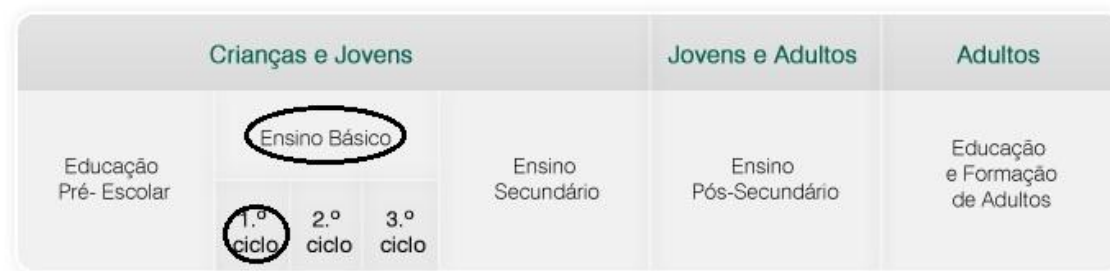 Crianças e Jovens
Jovens e Adultos
Adultos
Educação
Pré- Escolar
Ensino Básico
1.º
ciclo
2.º
ciclo
3.º
ciclo
Ensino
Secundário
Ensino
Pós-Secundário
Educação
e Formação
de Adultos